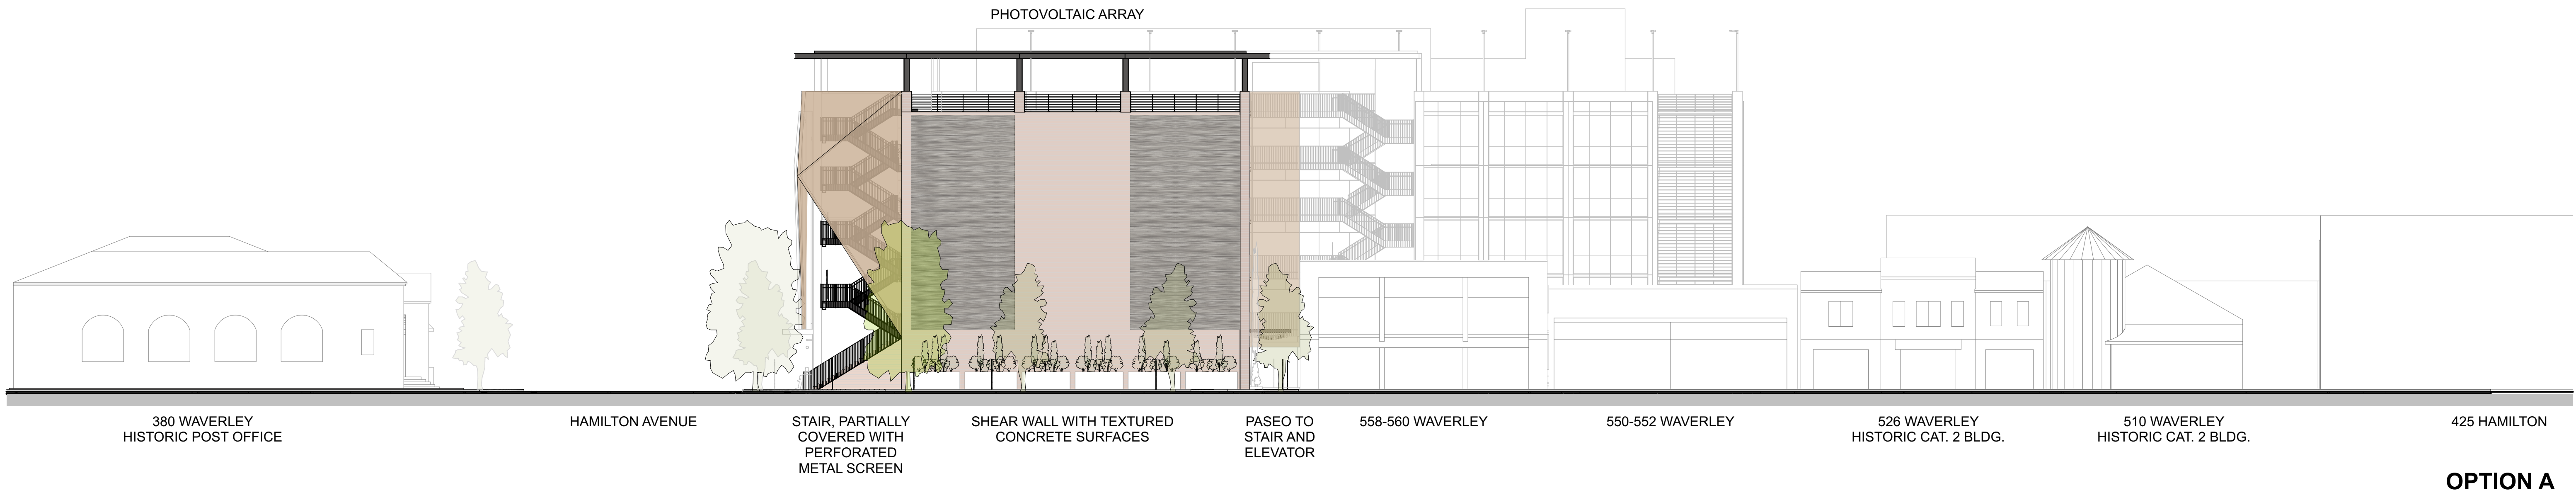 PHOTOVOLTAIC ARRAY
380 WAVERLEY
HISTORIC POST OFFICE
HAMILTON AVENUE
STAIR, PARTIALLY
COVERED WITH
PERFORATED
METAL SCREEN
SHEAR WALL WITH TEXTURED
CONCRETE SURFACES
PASEO TO
STAIR AND
ELEVATOR
558-560 WAVERLEY
550-552 WAVERLEY
526 WAVERLEY
HISTORIC CAT. 2 BLDG.
510 WAVERLEY
HISTORIC CAT. 2 BLDG.
425 HAMILTON
OPTION A